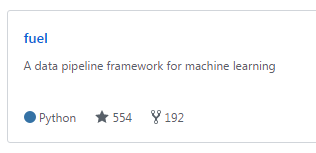 fuel
A data pipeline framework for machine learning
Python 554 192